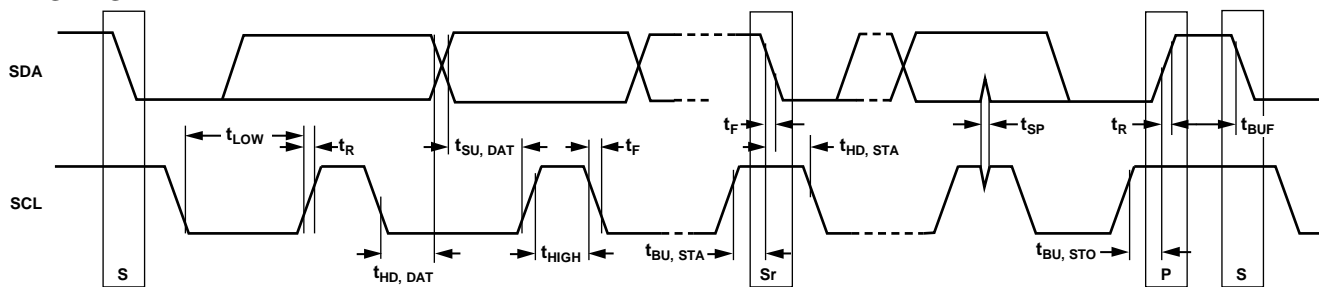 SDA
t_F
t_SP
t_R
t_BUF
t_LOW
t_R
t_SU, DAT
t_F
t_HD, STA
SCL
t_HD, DAT
t_HIGH
t_BU, STA
t_BU, STO
S
Sr
P
S